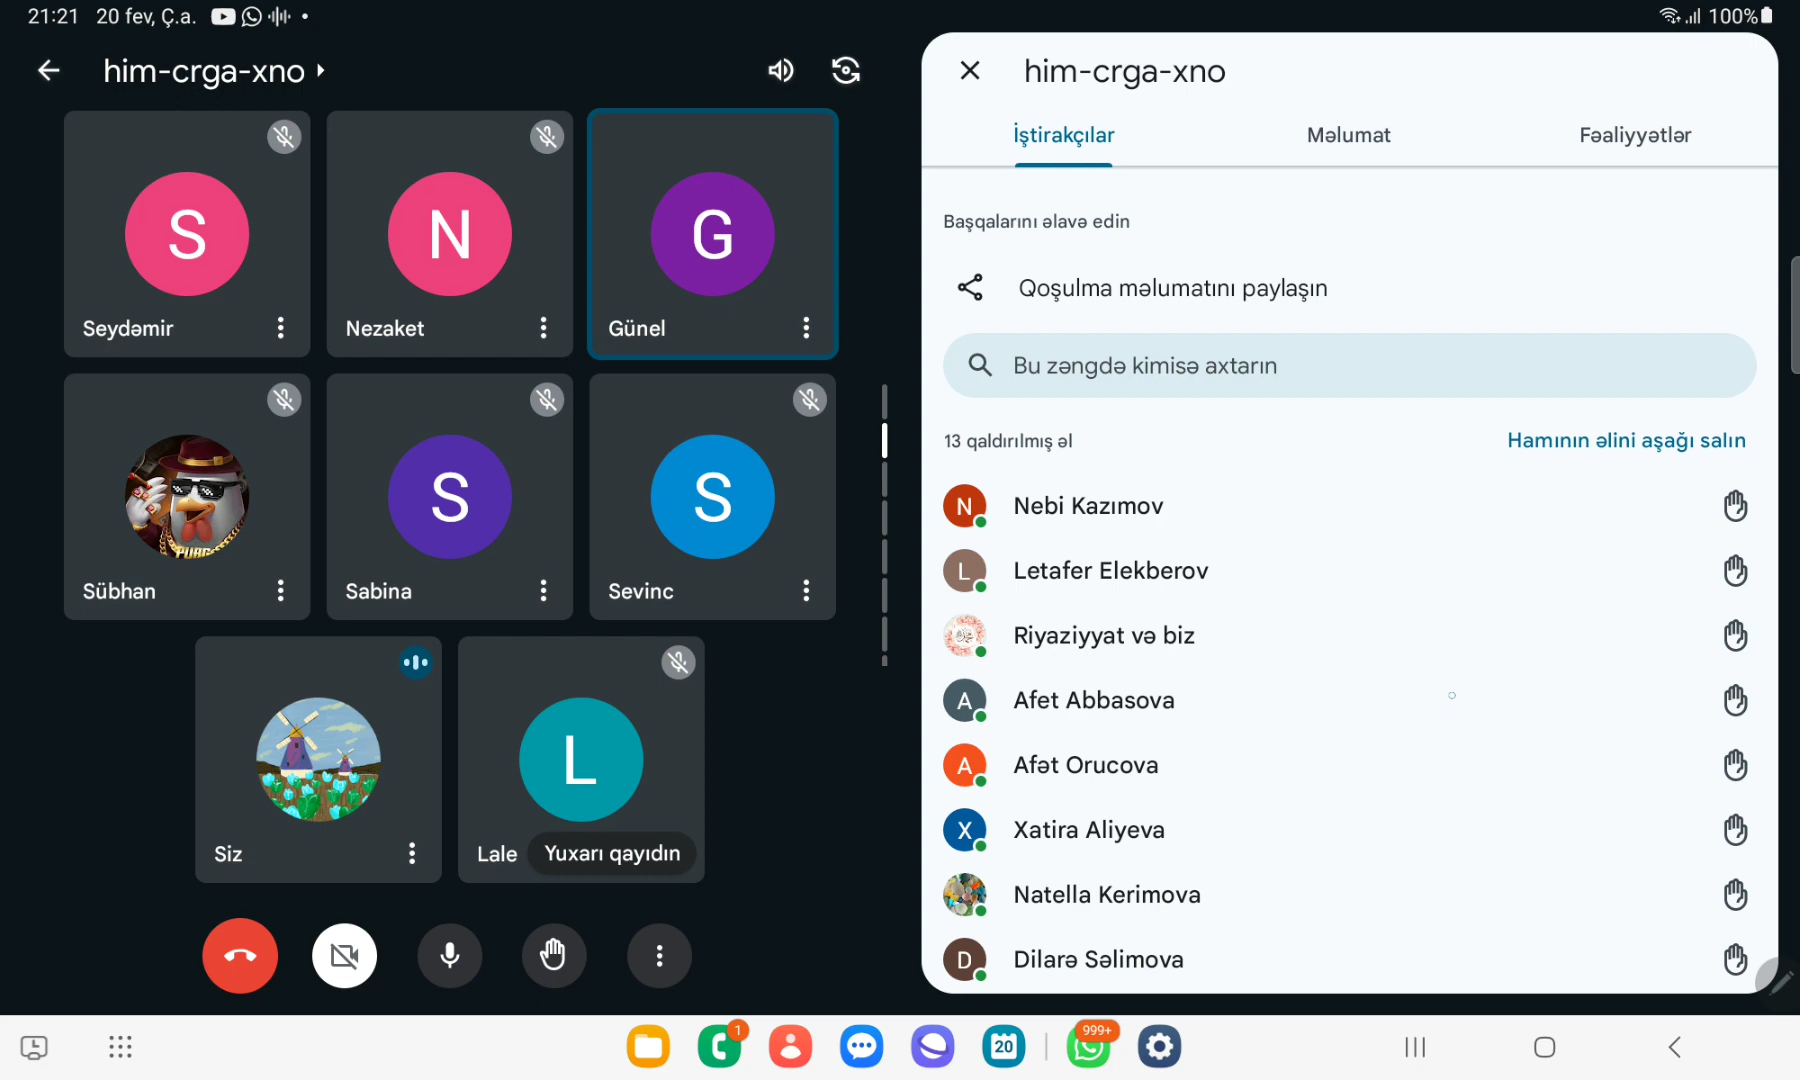 21:21 20 fev, Ç.a. 100%
him-crga-xno
S
Seydəmir
N
Nezaket
G
Günel
PUBG
Sübhan
S
Sabina
S
Sevinc
Siz
L
Lale
Yuxarı qayıdın
him-crga-xno
İştirakçılar
Məlumat
Fəaliyyətlər
Başqalarını əlavə edin
Qoşulma məlumatını paylaşın
Bu zəngdə kimisə axtarın
13 qaldırılmış əl
Hamının əlini aşağı salın
N Nebi Kazımov
L Letafer Elekberov
Riyaziyyat və biz
A Afet Abbasova
A Afət Orucova
X Xatira Aliyeva
Natella Kerimova
D Dilarə Səlimova
1
20
999+